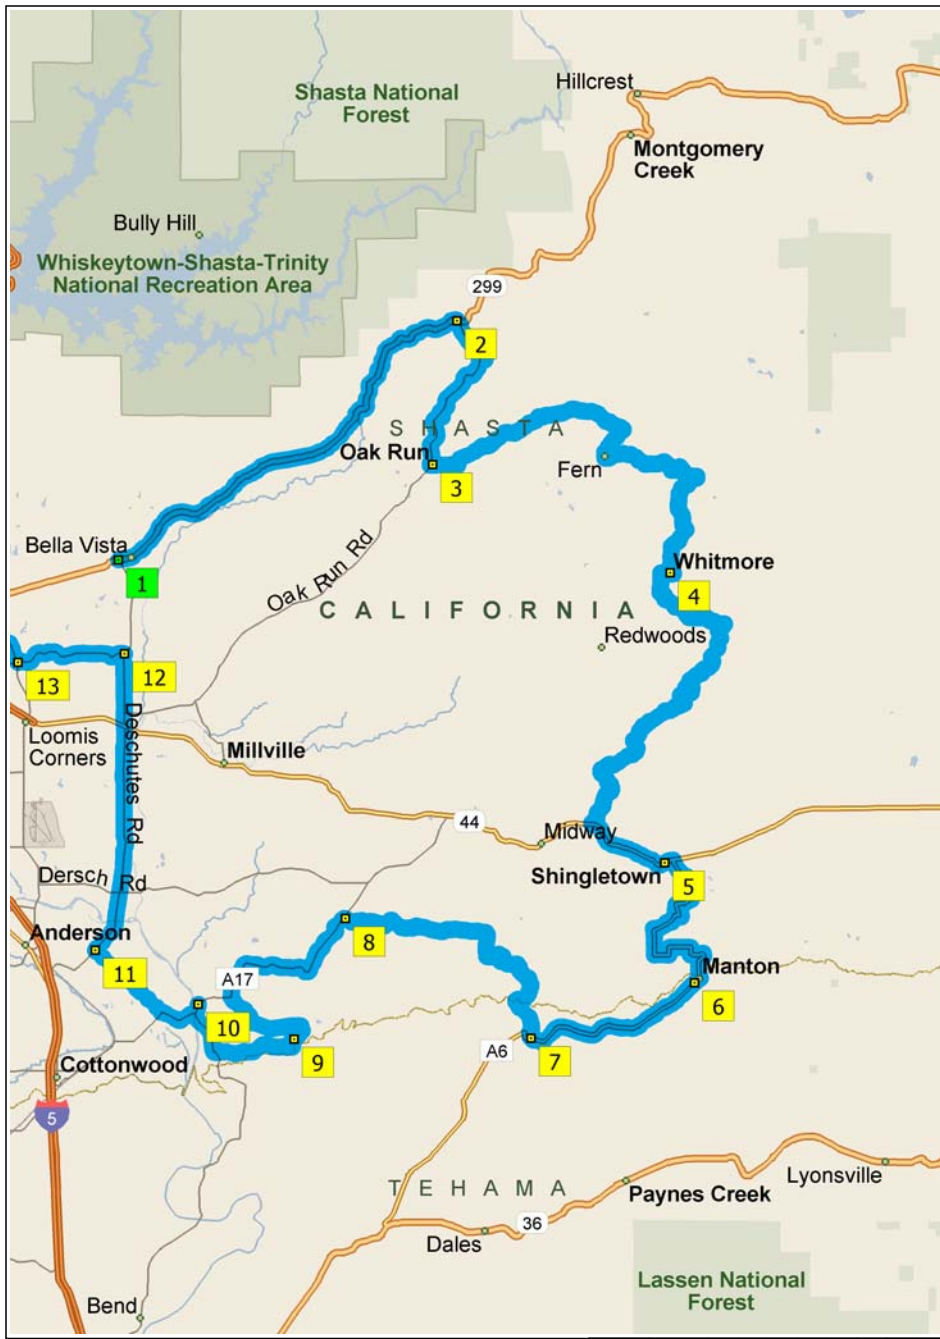 Hillcrest
Shasta National
Forest
Montgomery
Creek
Bully Hill
Whiskeytown-Shasta-Trinity
National Recreation Area
299
2
SHASTA
Oak Run
Fern
3
Bella Vista
Whitmore
1
4
Oak Run Rd
CALIFORNIA
Redwoods
12
13
Deschutes Rd
Loomis
Corners
Millville
44
Midway
Dersch Rd
Shingletown
5
Anderson
8
Manton
11
A17
6
10
9
A6
7
Cottonwood
5
TEHAMA
Lyonsville
Paynes Creek
36
Dales
Lassen National
Forest
Bend